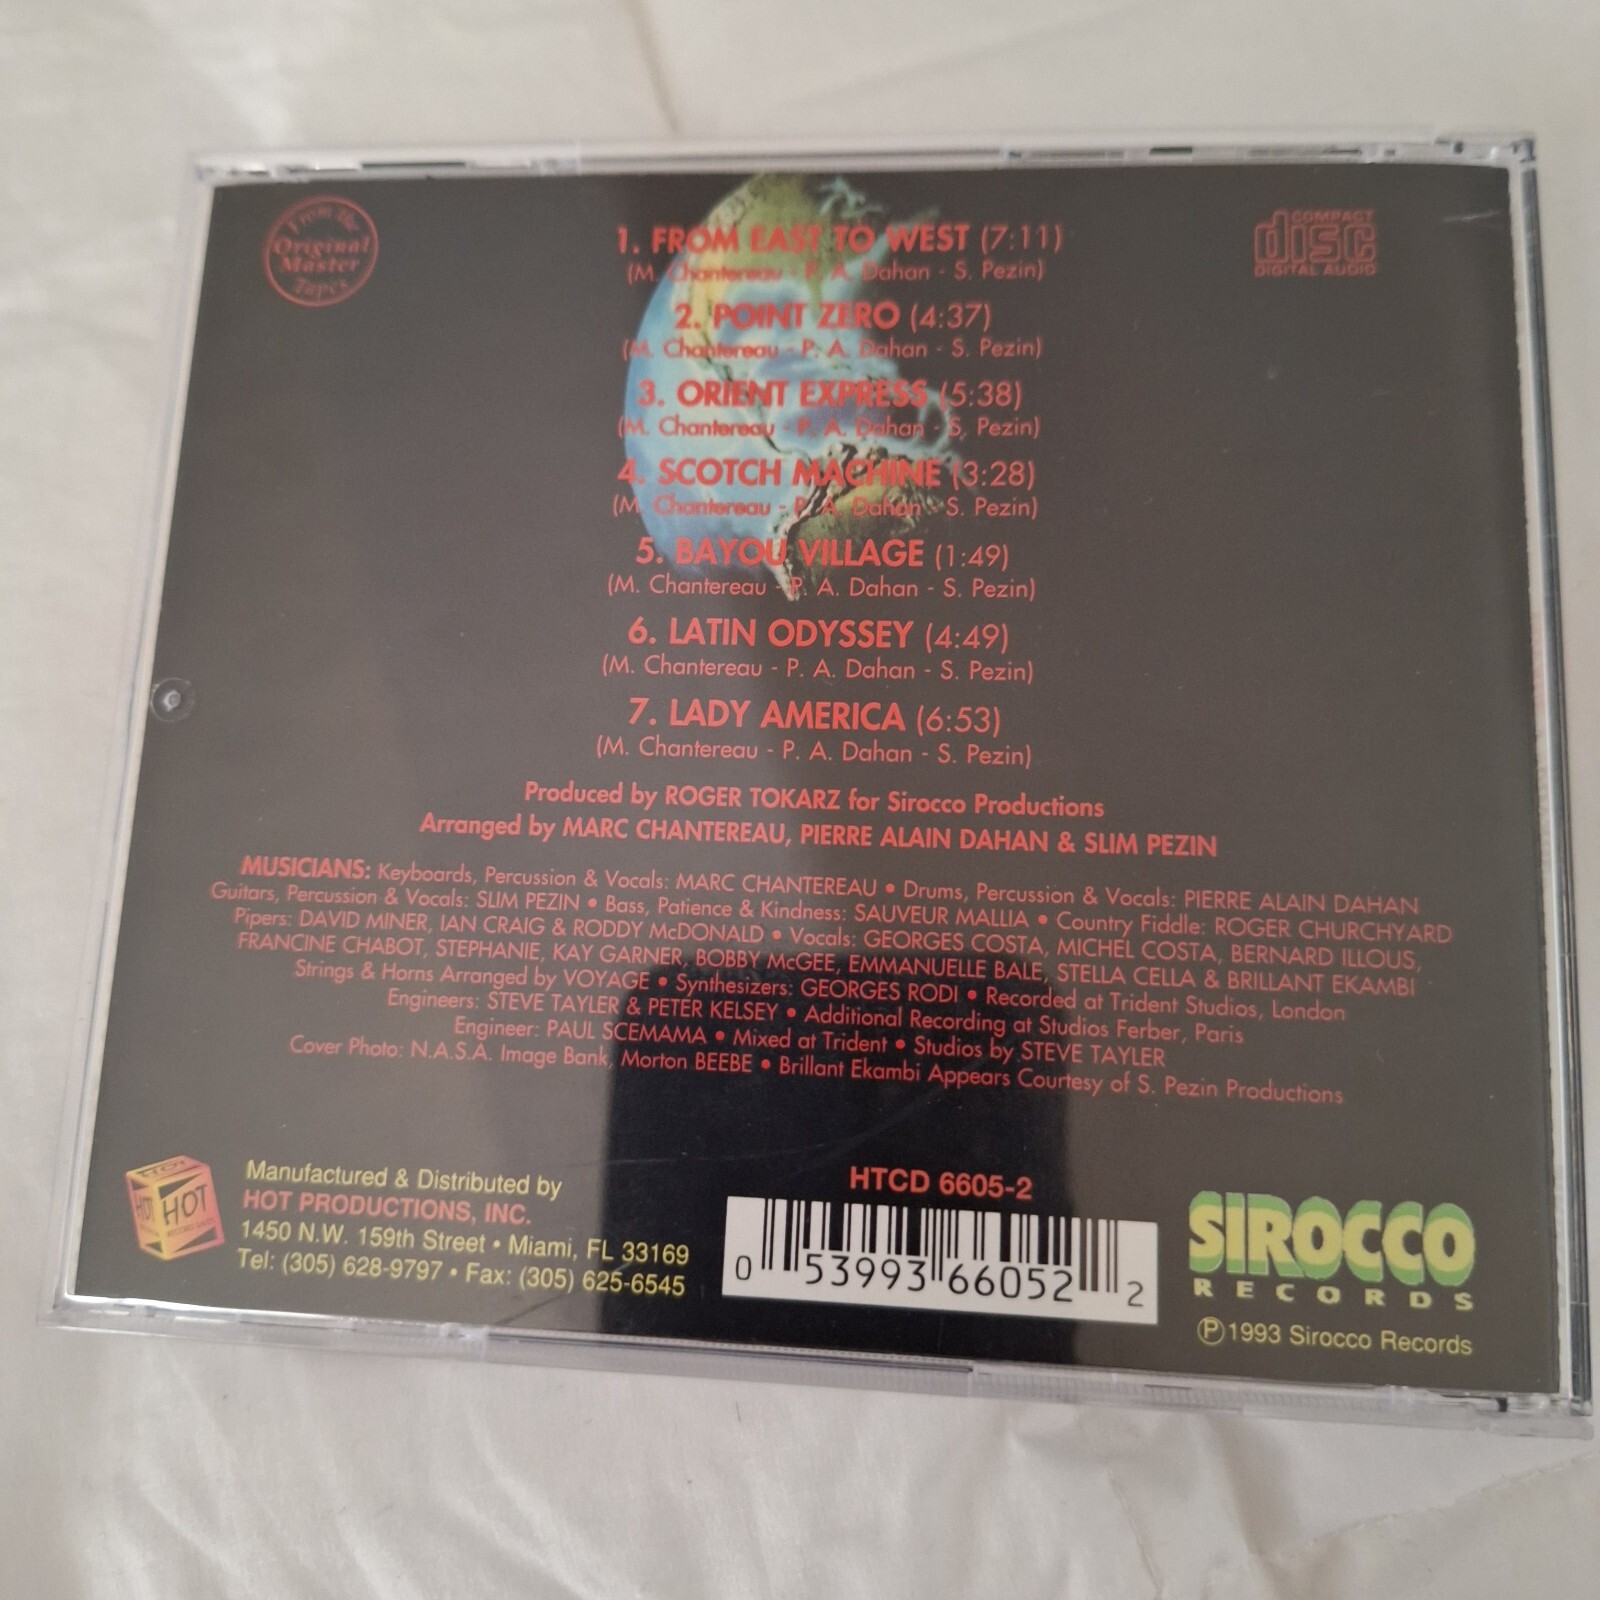 From the
Original
Master
Tapes
COMPACT
disc
DIGITAL AUDIO
1. FROM EAST TO WEST (7:11)
(M. Chantereau - P. A. Dahan - S. Pezin)
2. POINT ZERO (4:37)
(M. Chantereau - P. A. Dahan - S. Pezin)
3. ORIENT EXPRESS (5:38)
(M. Chantereau - P. A. Dahan - S. Pezin)
4. SCOTCH MACHINE (3:28)
(M. Chantereau - P. A. Dahan - S. Pezin)
5. BAYOU VILLAGE (1:49)
(M. Chantereau - P. A. Dahan - S. Pezin)
6. LATIN ODYSSEY (4:49)
(M. Chantereau - P. A. Dahan - S. Pezin)
7. LADY AMERICA (6:53)
(M. Chantereau - P. A. Dahan - S. Pezin)
Produced by ROGER TOKARZ for Sirocco Productions
Arranged by MARC CHANTEREAU, PIERRE ALAIN DAHAN & SLIM PEZIN
MUSICIANS: Keyboards, Percussion & Vocals: MARC CHANTEREAU • Drums, Percussion & Vocals: PIERRE ALAIN DAHAN
Guitars, Percussion & Vocals: SLIM PEZIN • Bass, Patience & Kindness: SAUVEUR MALLIA • Country Fiddle: ROGER CHURCHYARD
Pipers: DAVID MINER, IAN CRAIG & RODDY McDONALD • Vocals: GEORGES COSTA, MICHEL COSTA, BERNARD ILLOUS,
FRANCINE CHABOT, STEPHANIE, KAY GARNER, BOBBY McGEE, EMMANUELLE BALE, STELLA CELLA & BRILLANT EKAMBI
Strings & Horns Arranged by VOYAGE • Synthesizers: GEORGES RODI • Recorded at Trident Studios, London
Engineers: STEVE TAYLER & PETER KELSEY • Additional Recording at Studios Ferber, Paris
Engineer: PAUL SCEMAMA • Mixed at Trident • Studios by STEVE TAYLER
Cover Photo: N.A.S.A. Image Bank, Morton BEEBE • Brillant Ekambi Appears Courtesy of S. Pezin Productions
HOT
HOT
HOT
Manufactured & Distributed by
HOT PRODUCTIONS, INC.
1450 N.W. 159th Street • Miami, FL 33169
Tel: (305) 628-9797 • Fax: (305) 625-6545
HTCD 6605-2
0 53993 66052 2
SIROCCO
RECORDS
Ⓟ1993 Sirocco Records